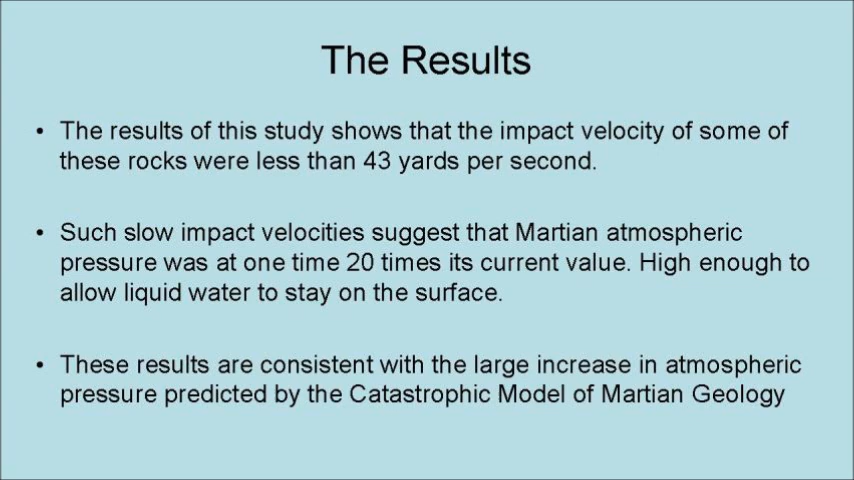 The Results
• The results of this study shows that the impact velocity of some of
these rocks were less than 43 yards per second.
• Such slow impact velocities suggest that Martian atmospheric
pressure was at one time 20 times its current value. High enough to
allow liquid water to stay on the surface.
• These results are consistent with the large increase in atmospheric
pressure predicted by the Catastrophic Model of Martian Geology